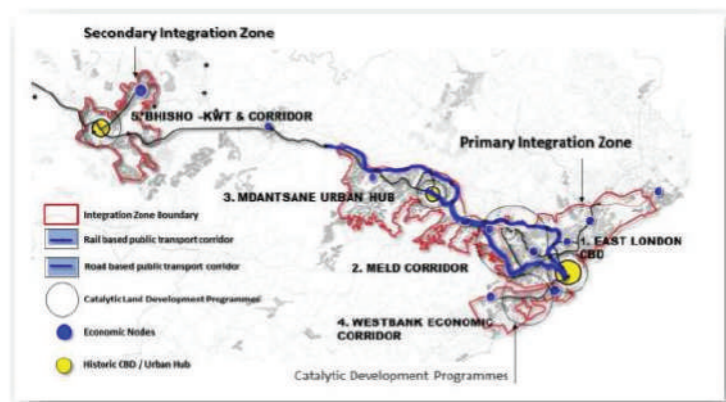 Secondary Integration Zone
5*BHISHO -KWT & CORRIDOR
Primary Integration Zone
3. MDANTSANE URBAN HUB
1. EAST LONDON
CBD
2. MELD CORRIDOR
4. WESTBANK ECONOMIC
CORRIDOR
Catalytic Development Programmes
Integration Zone Boundary
Rail based public transport corridor
Road based public transport corridor
Catalytic Land Development Programmes
Economic Nodes
Historic CBD / Urban Hub